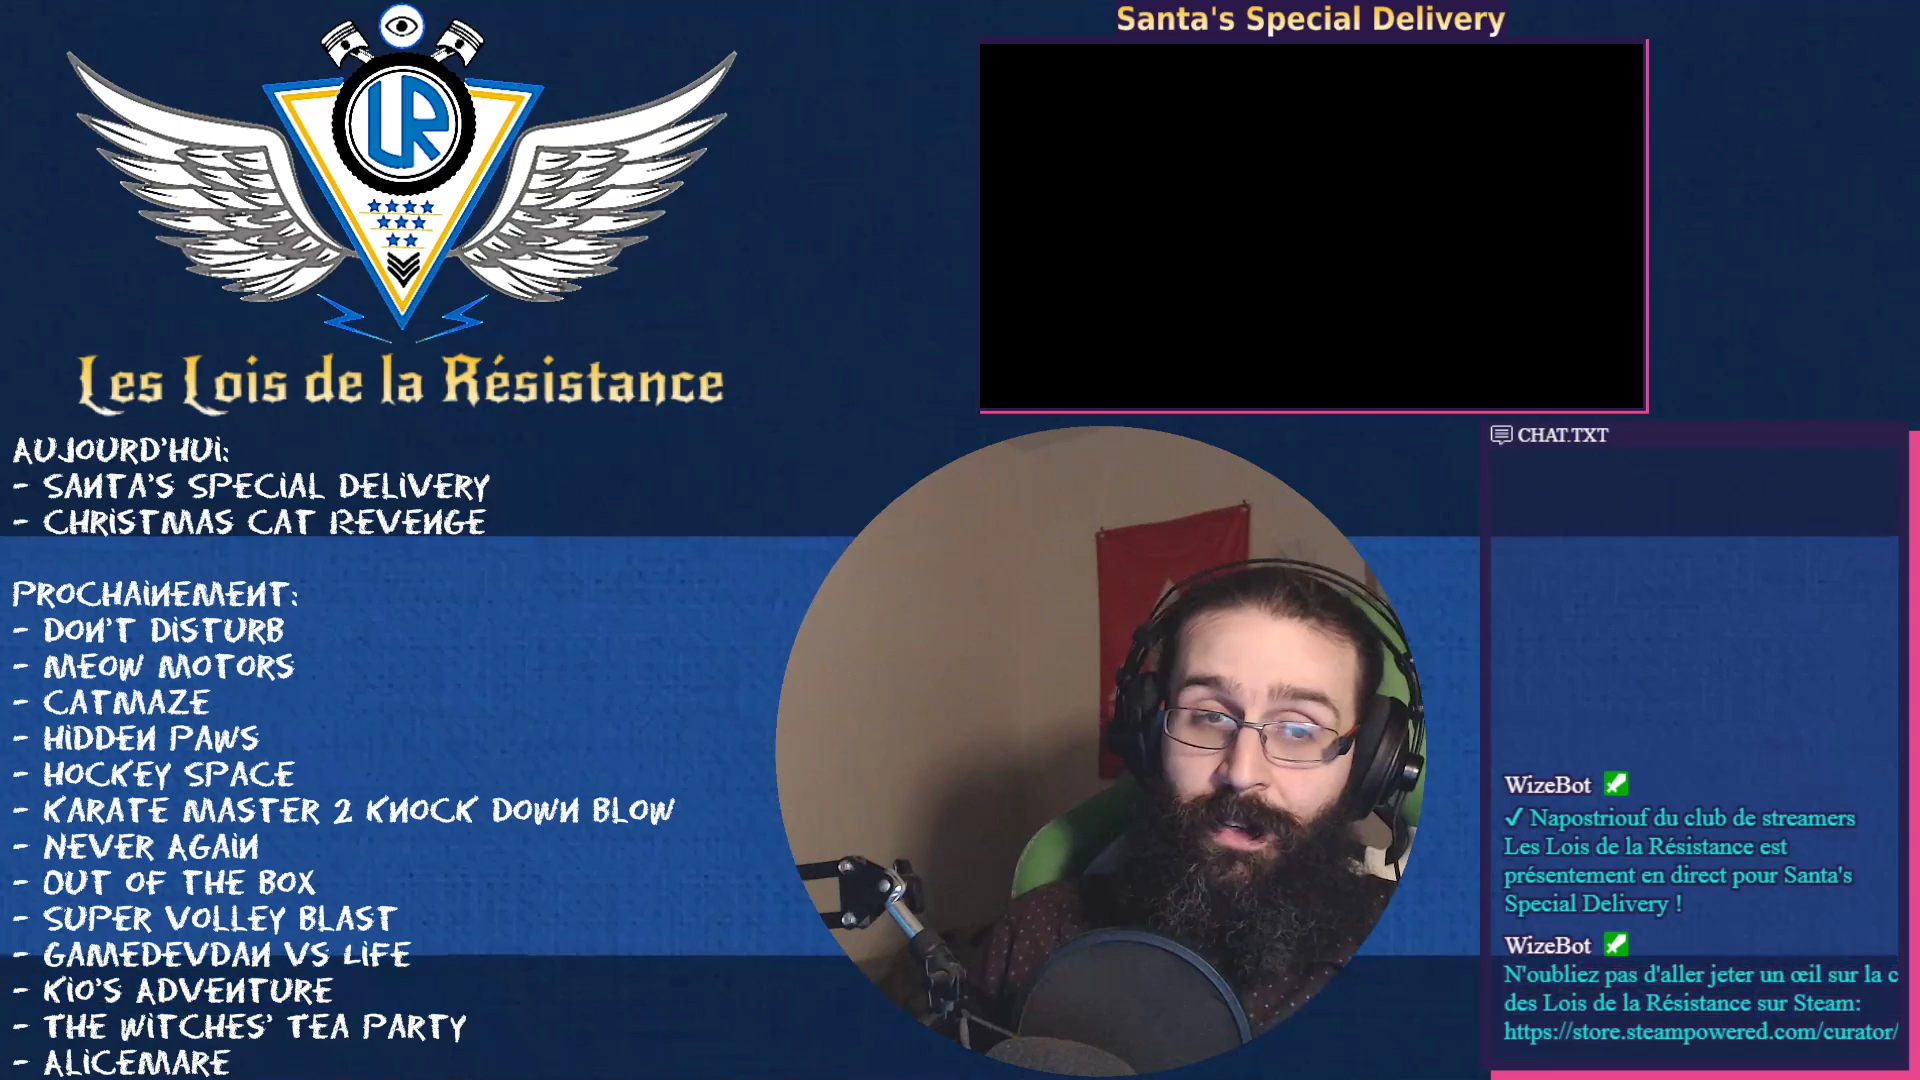 LR
Les Lois de la Résistance
AUJOURD'HUI:
- SANTA'S SPECIAL DELIVERY
- CHRISTMAS CAT REVENGE
PROCHAINEMENT:
- DON'T DISTURB
- MEOW MOTORS
- CATMAZE
- HIDDEN PAWS
- HOCKEY SPACE
- KARATE MASTER 2 KNOCK DOWN BLOW
- NEVER AGAIN
- OUT OF THE BOX
- SUPER VOLLEY BLAST
- GAMEDEVDAN VS LIFE
- KIO'S ADVENTURE
- THE WITCHES' TEA PARTY
- ALICEMARE
Santa's Special Delivery
CHAT.TXT
WizeBot
✓ Napostriouf du club de streamers
Les Lois de la Résistance est
présentement en direct pour Santa's
Special Delivery !
WizeBot
N'oubliez pas d'aller jeter un œil sur la c
des Lois de la Résistance sur Steam:
https://store.steampowered.com/curator/